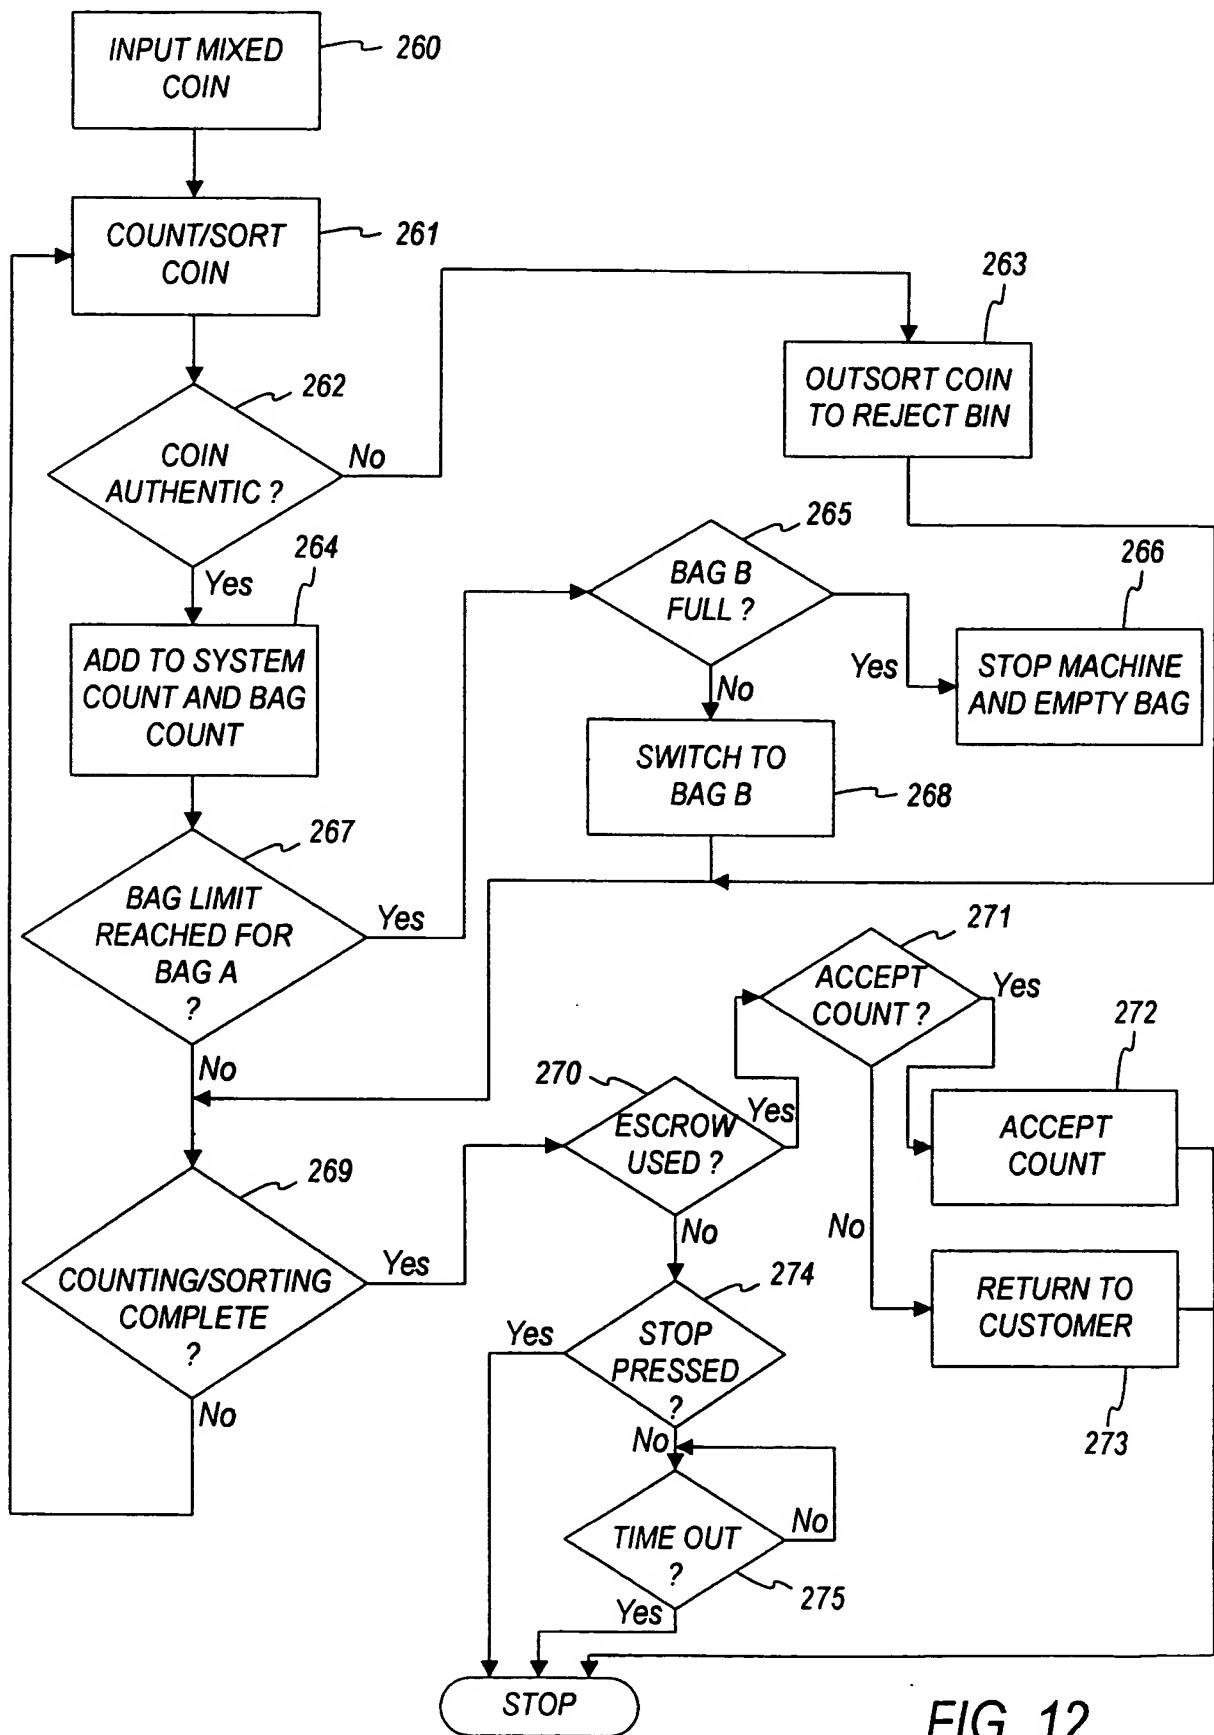 INPUT MIXED
COIN
260
COUNT/SORT
COIN
261
262
COIN
AUTHENTIC ?
No
Yes
263
OUTSORT COIN
TO REJECT BIN
264
ADD TO SYSTEM
COUNT AND BAG
COUNT
265
BAG B
FULL ?
Yes
No
266
STOP MACHINE
AND EMPTY BAG
SWITCH TO
BAG B
268
267
BAG LIMIT
REACHED FOR
BAG A
?
Yes
No
271
ACCEPT
COUNT ?
Yes
No
272
ACCEPT
COUNT
270
ESCROW
USED ?
Yes
No
269
COUNTING/SORTING
COMPLETE
?
Yes
No
RETURN TO
CUSTOMER
273
274
STOP
PRESSED
?
Yes
No
TIME OUT
?
No
275
Yes
STOP
FIG. 12